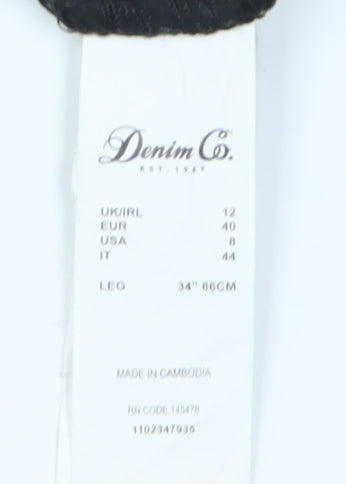 Denim Co.
EST. 1969
UK/IRL 12
EUR 40
USA 8
IT 44
LEG 34" 86CM
MADE IN CAMBODIA
RN CODE:145478
1102347935